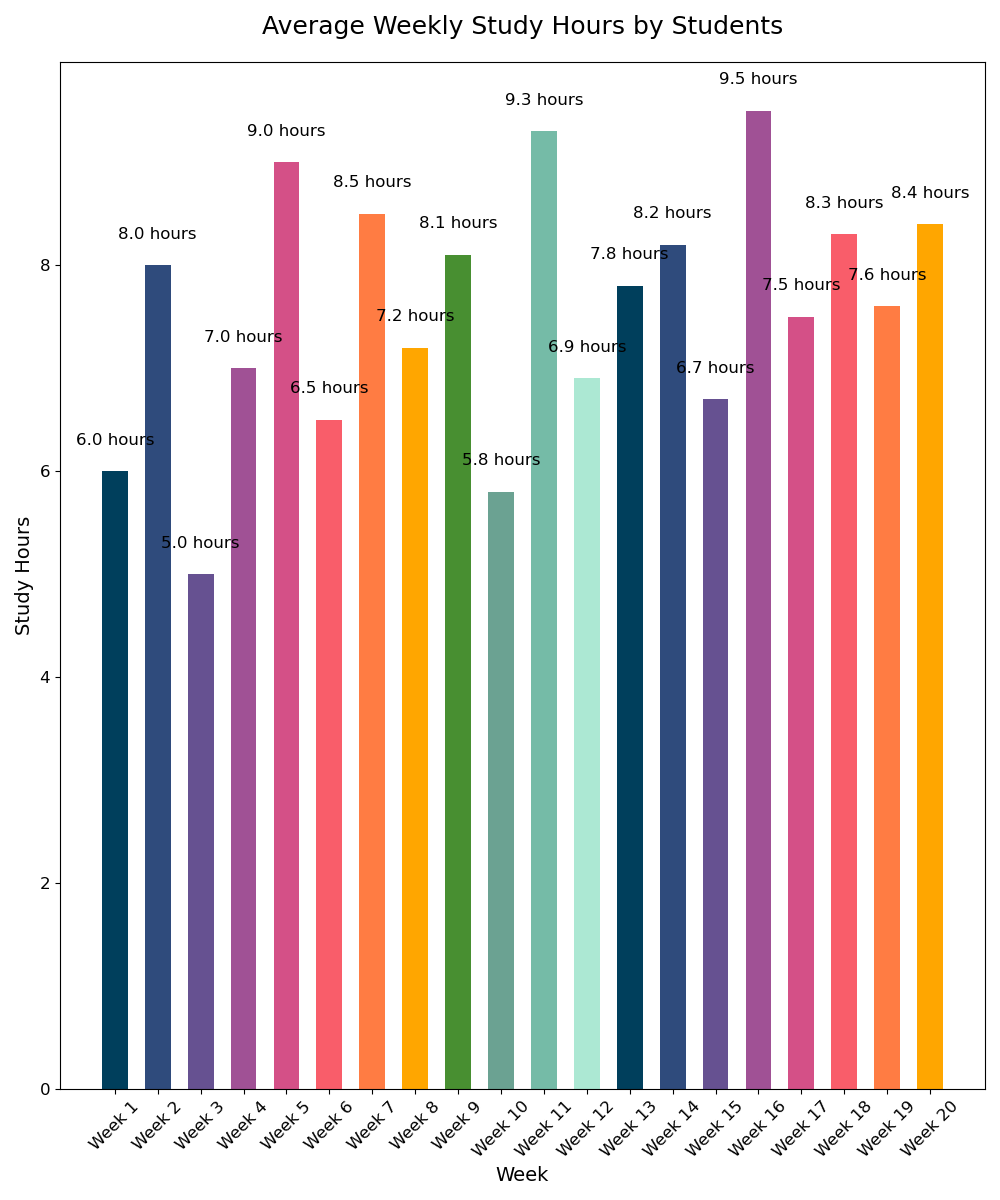 Average Weekly Study Hours by Students
9.5 hours
9.3 hours
9.0 hours
8.5 hours
8.4 hours
8.3 hours
8.2 hours
8.1 hours
8.0 hours
7.8 hours
7.6 hours
7.5 hours
7.2 hours
7.0 hours
6.9 hours
6.7 hours
6.5 hours
6.0 hours
5.8 hours
5.0 hours
8
6
4
2
0
Study Hours
Week 1
Week 2
Week 3
Week 4
Week 5
Week 6
Week 7
Week 8
Week 9
Week 10
Week 11
Week 12
Week 13
Week 14
Week 15
Week 16
Week 17
Week 18
Week 19
Week 20
Week